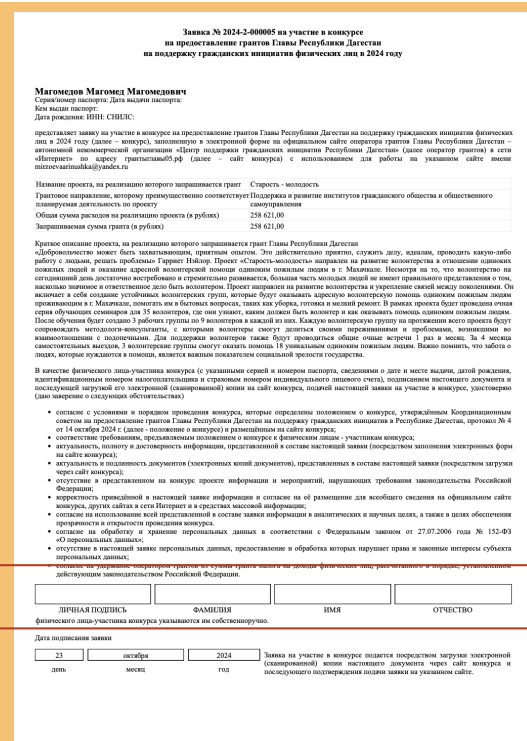 Заявка № 2024-2-000005 на участие в конкурсе
на предоставление грантов Главы Республики Дагестан
на поддержку гражданских инициатив физических лиц в 2024 году
Магомедов Магомед Магомедович
Серия/номер паспорта: Дата выдачи паспорта:
Кем выдан паспорт:
Дата рождения: ИНН: СНИЛС:
представляет заявку на участие в конкурсе на предоставление грантов Главы Республики Дагестан на поддержку гражданских инициатив физических
лиц в 2024 году (далее – конкурс), заполненную в электронной форме на официальном сайте оператора грантов Главы Республики Дагестан –
автономной некоммерческой организации «Центр поддержки гражданских инициатив Республики Дагестан» (далее оператор грантов) в сети
«Интернет» по адресу грантыглавы05.рф (далее – сайт конкурса) с использованием для работы на указанном сайте имени
mirzoevaarinushka@yandex.ru
Название проекта, на реализацию которого запрашивается грант Старость - молодость
Грантовое направление, которому преимущественно соответствует Поддержка и развитие институтов гражданского общества и общественного
планируемая деятельность по проекту самоуправления
Общая сумма расходов на реализацию проекта (в рублях) 258 621,00
Запрашиваемая сумма гранта (в рублях) 258 621,00
Краткое описание проекта, на реализацию которого запрашивается грант Главы Республики Дагестан
«Добровольчество может быть захватывающим, приятным опытом. Это действительно приятно, служить делу, идеалам, проводить какую-либо
работу с людьми, решать проблемы» Гарриет Нэйлор. Проект «Старость-молодость» направлен на развитие волонтерства в отношении одиноких
пожилых людей и оказание адресной волонтерской помощи одиноким пожилым людям в г. Махачкале. Несмотря на то, что волонтерство на
сегодняшний день достаточно востребовано и стремительно развивается, большая часть молодых людей не имеют правильного представления о том,
насколько значимое и ответственное дело быть волонтером. Проект направлен на развитие волонтерства и укрепление связей между поколениями. Он
включает в себя создание устойчивых волонтерских групп, которые будут оказывать адресную волонтерскую помощь одиноким пожилым людям
проживающим в г. Махачкале, помогать им в бытовых вопросах, таких как уборка, готовка и мелкий ремонт. В рамках проекта будет проведена очная
серия обучающих семинаров для 35 волонтеров, где они узнают, каким должен быть волонтер и как оказывать помощь одиноким пожилым людям.
После обучения будет создано 3 рабочих группы по 9 волонтеров в каждой из них. Каждую волонтерскую группу на протяжении всего проекта будут
сопровождать методологи-консультанты, с которыми волонтеры смогут делиться своими переживаниями и проблемами, возникшими во
взаимоотношении с подопечными. Для поддержки волонтеров также будут проводиться общие очные встречи 1 раз в месяц. За 4 месяца
самостоятельных выездов, 3 волонтерские группы смогут оказать помощь 18 уникальным одиноким пожилым людям. Важно помнить, что забота о
людях, которые нуждаются в помощи, является важным показателем социальной зрелости государства.
В качестве физического лица-участника конкурса (с указанными серией и номером паспорта, сведениями о дате и месте выдачи, датой рождения,
идентификационным номером налогоплательщика и страховым номером индивидуального лицевого счета), подписанием настоящего документа и
последующей загрузкой его электронной (сканированной) копии на сайт конкурса, подачей настоящей заявки на участие в конкурсе, удостоверяю
(даю заверение о следующих обстоятельствах)
• согласие с условиями и порядком проведения конкурса, которые определены положением о конкурсе, утверждённым Координационным
советом на предоставление грантов Главы Республики Дагестан на поддержку гражданских инициатив в Республике Дагестан, протокол № 4
от 14 октября 2024 г. (далее - положение о конкурсе) и размещённым на сайте конкурса;
• соответствие требованиям, предъявляемым положением о конкурсе к физическим лицам - участникам конкурса;
• актуальность, полноту и достоверность информации, представленной в составе настоящей заявки (посредством заполнения электронных форм
на сайте конкурса);
• актуальность и подлинность документов (электронных копий документов), представленных в составе настоящей заявки (посредством загрузки
через сайт конкурса);
• отсутствие в представленном на конкурс проекте информации и мероприятий, нарушающих требования законодательства Российской
Федерации;
• корректность приведённой в настоящей заявке информации и согласие на её размещение для всеобщего сведения на официальном сайте
конкурса, других сайтах в сети Интернет и в средствах массовой информации;
• согласие на использование всей представленной в составе заявки информации в аналитических и научных целях, а также в целях обеспечения
прозрачности и открытости проведения конкурса.
• согласие на обработку и хранение персональных данных в соответствии с Федеральным законом от 27.07.2006 года № 152-ФЗ
«О персональных данных»;
• отсутствие в настоящей заявке персональных данных, предоставление и обработка которых нарушает права и законные интересы субъекта
персональных данных;
• согласие на удержание оператором грантов из суммы гранта налога на доходы физических лиц, рассчитанного в порядке, установленном
действующим законодательством Российской Федерации.
ЛИЧНАЯ ПОДПИСЬ ФАМИЛИЯ ИМЯ ОТЧЕСТВО
физического лица-участника конкурса указываются им собственноручно.
Дата подписания заявки
23 октября 2024
день месяц год
Заявка на участие в конкурсе подается посредством загрузки электронной
(сканированной) копии настоящего документа через сайт конкурса и
последующего подтверждения подачи заявки на указанном сайте.